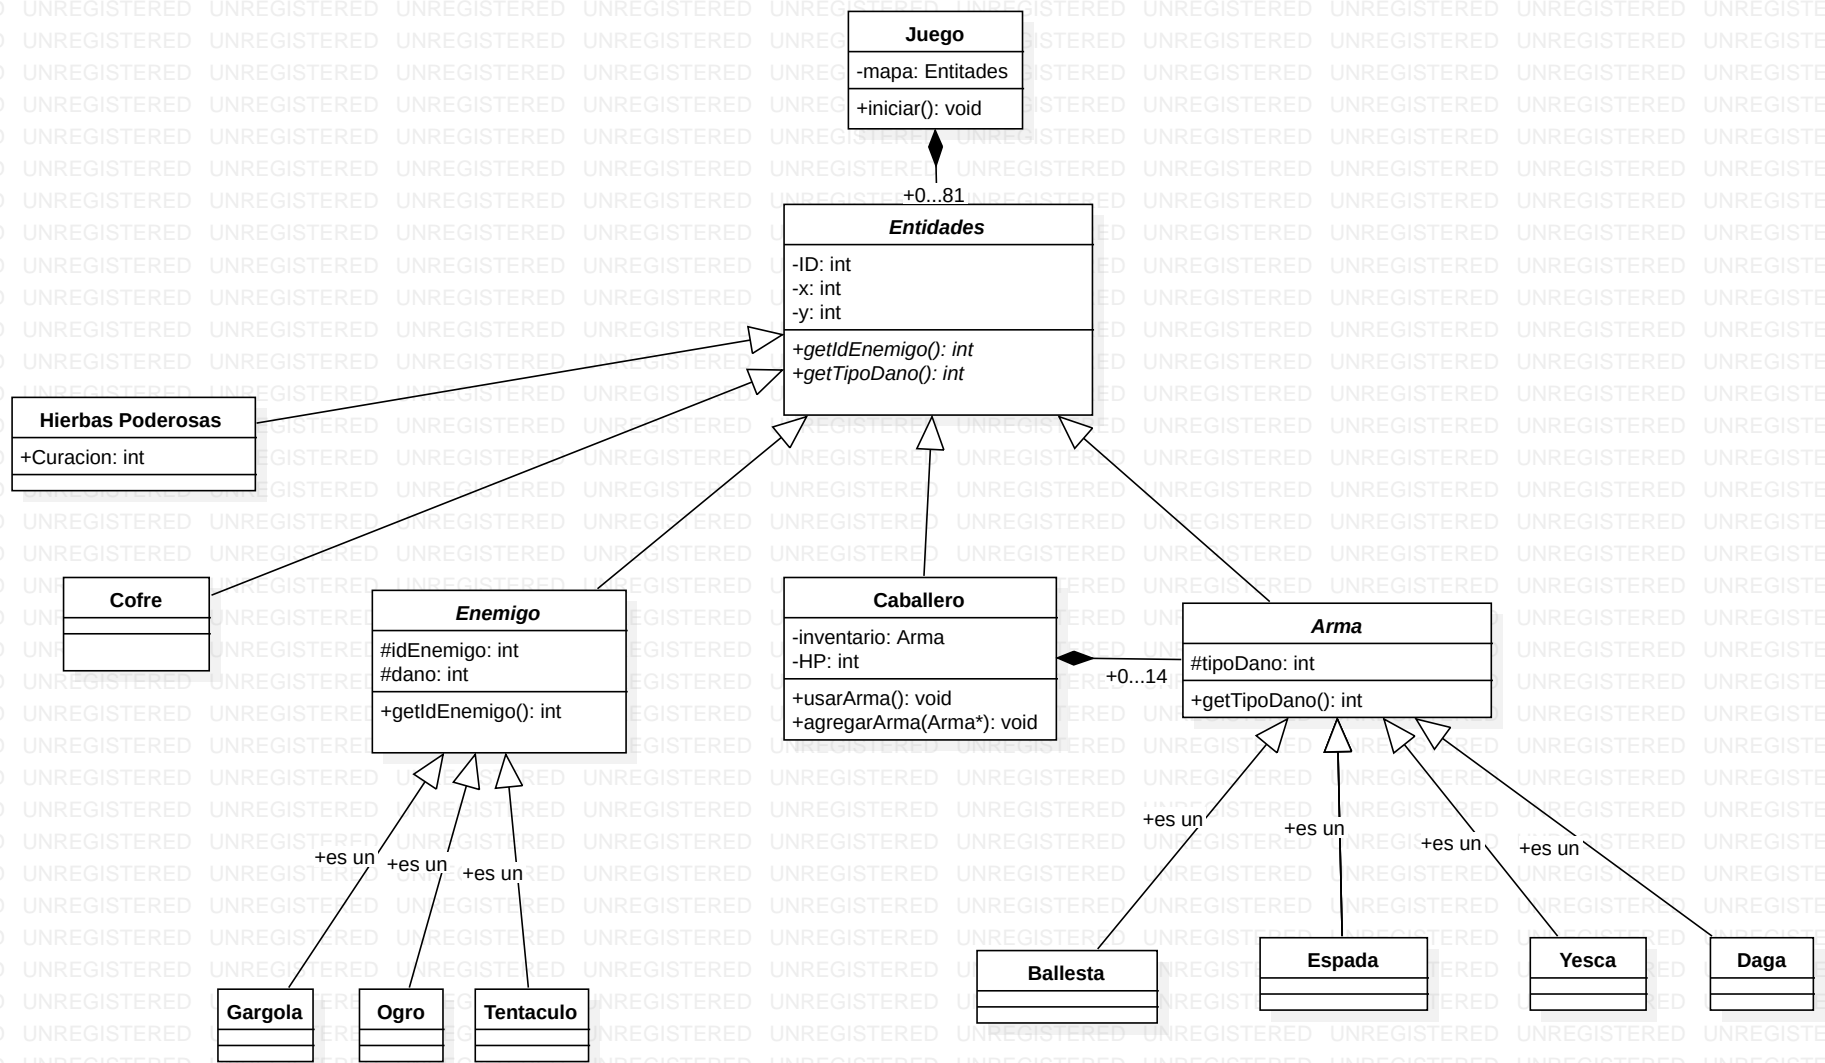 Juego
-mapa: Entitades
+iniciar(): void
+0...81
Entidades
-ID: int
-x: int
-y: int
+getIdEnemigo(): int
+getTipoDano(): int
Hierbas Poderosas
+Curacion: int
Cofre
Enemigo
#idEnemigo: int
#dano: int
+getIdEnemigo(): int
Caballero
-inventario: Arma
-HP: int
+usarArma(): void
+agregarArma(Arma*): void
+0...14
Arma
#tipoDano: int
+getTipoDano(): int
+es un
+es un
+es un
+es un
+es un
+es un
+es un
Gargola
Ogro
Tentaculo
Ballesta
Espada
Yesca
Daga
UNREGISTERED